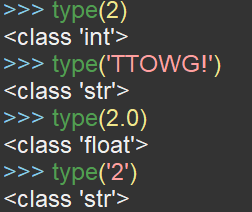 >>> type(2)
<class 'int'>
>>> type('TTOWG!')
<class 'str'>
>>> type(2.0)
<class 'float'>
>>> type('2')
<class 'str'>